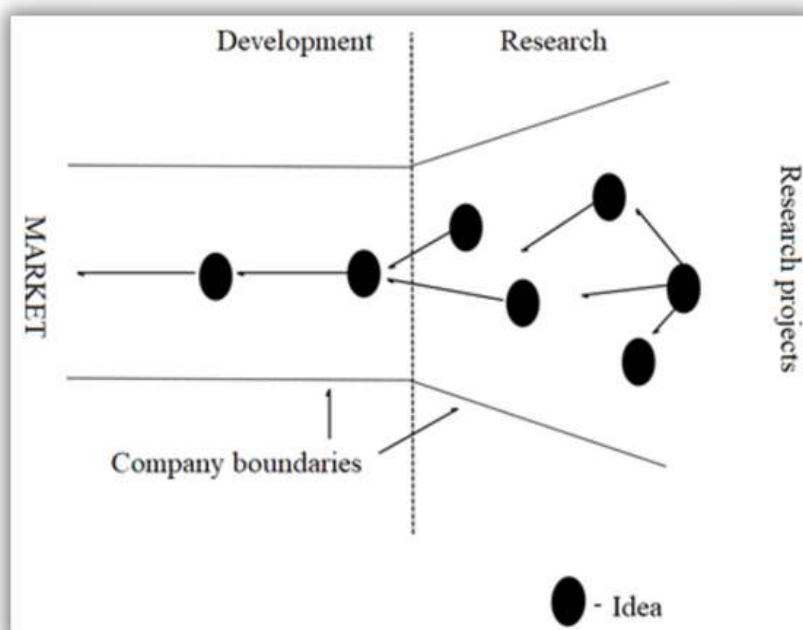 Development
Research
MARKET
Research projects
Company boundaries
- Idea